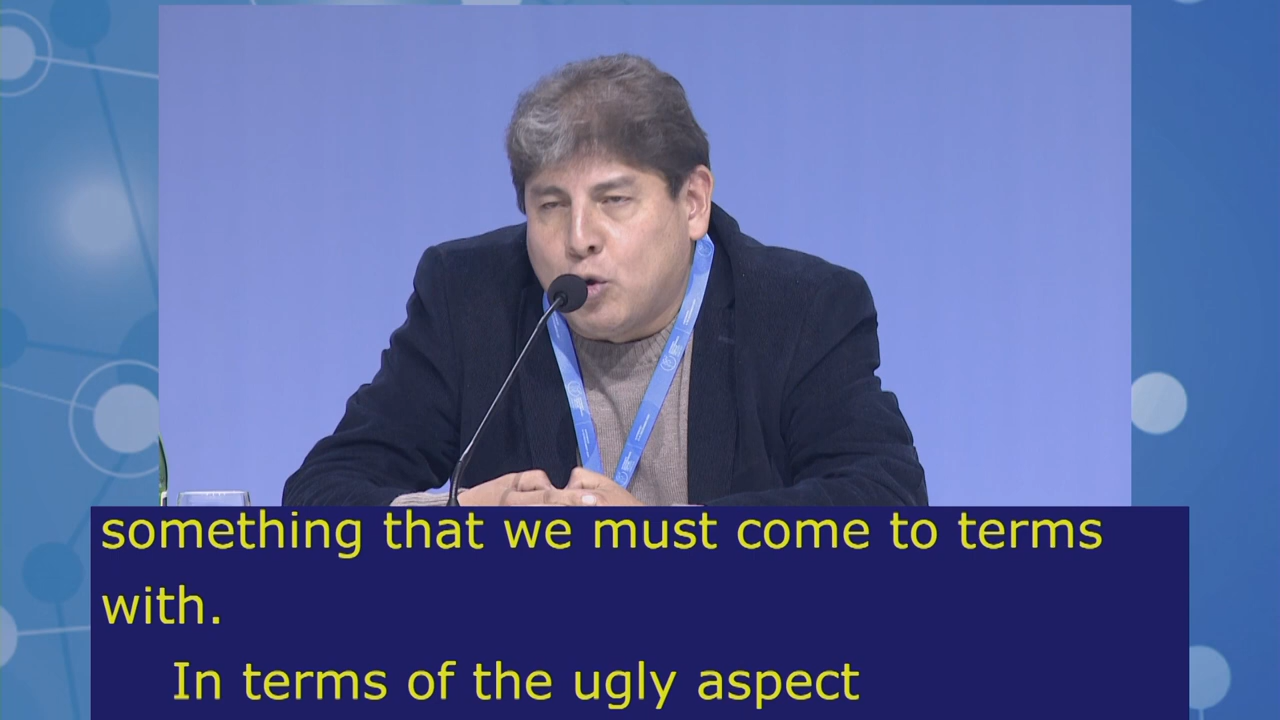 something that we must come to terms
with.
In terms of the ugly aspect